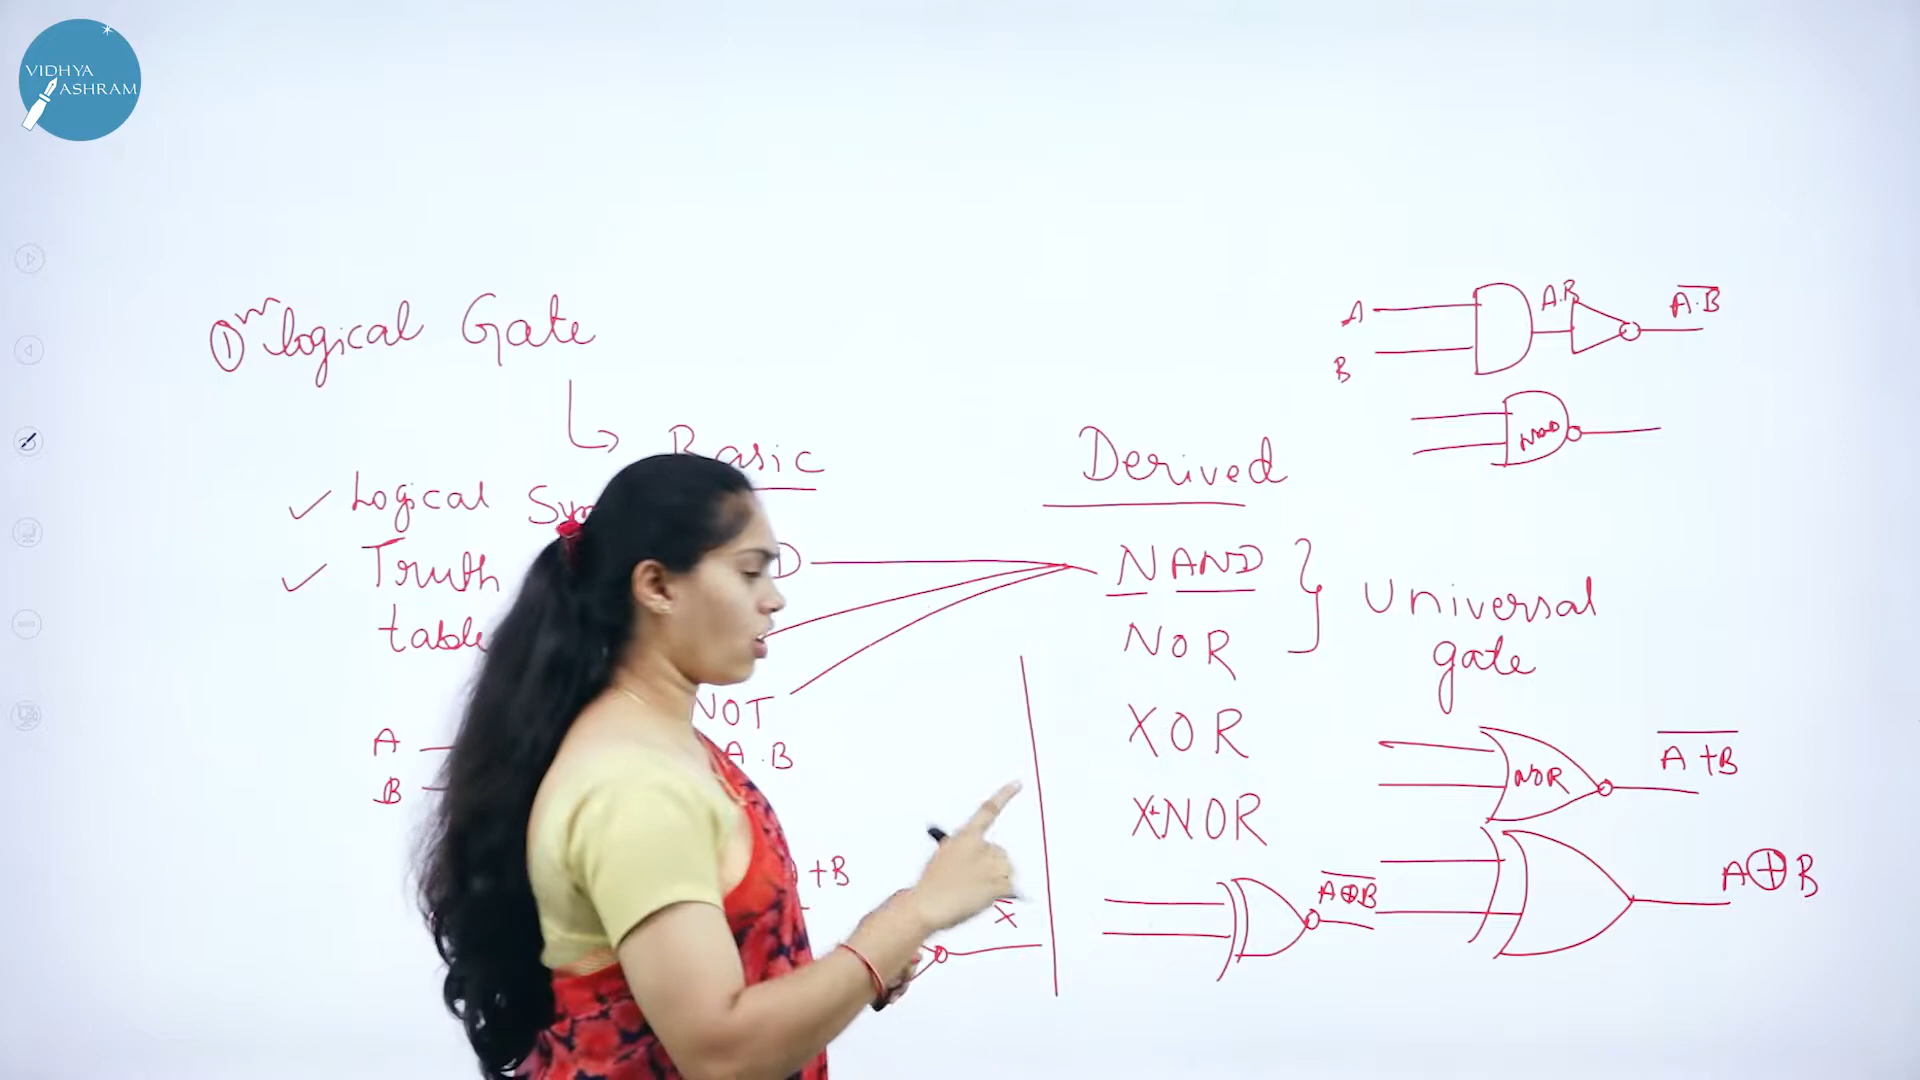 VIDHYA
ASHRAM
① Logical Gate
Basic
✓ Logical
✓ Truth
table
NOT
A
B
A.B
+B
X̅
Derived
NAND
NOR
XOR
XNOR
Universal
gate
A
B
A.B
A̅.̅B̅
NAND
NOR
A̅ ̅+̅B̅
A⊕B
A̅⊕̅B̅